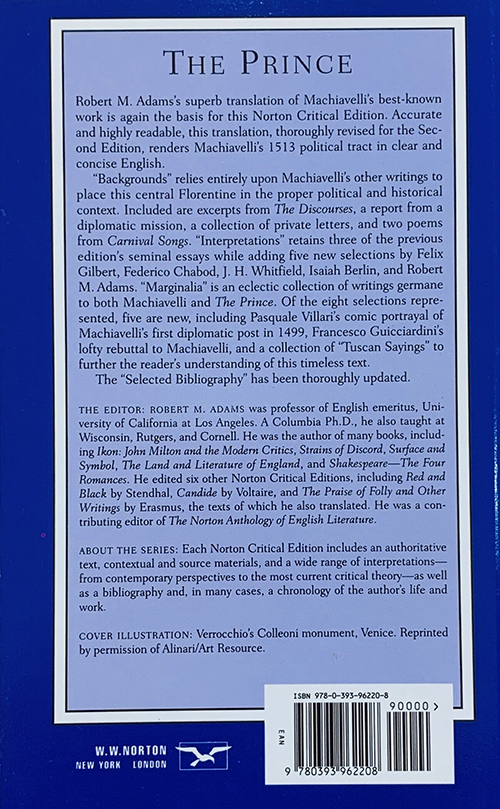 THE PRINCE
Robert M. Adams's superb translation of Machiavelli's best-known
work is again the basis for this Norton Critical Edition. Accurate
and highly readable, this translation, thoroughly revised for the Sec-
ond Edition, renders Machiavelli's 1513 political tract in clear and
concise English.
"Backgrounds" relies entirely upon Machiavelli's other writings to
place this central Florentine in the proper political and historical
context. Included are excerpts from The Discourses, a report from a
diplomatic mission, a collection of private letters, and two poems
from Carnival Songs. "Interpretations" retains three of the previous
edition's seminal essays while adding five new selections by Felix
Gilbert, Federico Chabod, J. H. Whitfield, Isaiah Berlin, and Robert
M. Adams. "Marginalia" is an eclectic collection of writings germane
to both Machiavelli and The Prince. Of the eight selections repre-
sented, five are new, including Pasquale Villari's comic portrayal of
Machiavelli's first diplomatic post in 1499, Francesco Guicciardini's
lofty rebuttal to Machiavelli, and a collection of "Tuscan Sayings" to
further the reader's understanding of this timeless text.
The "Selected Bibliography" has been thoroughly updated.
THE EDITOR: ROBERT M. ADAMS was professor of English emeritus, Uni-
versity of California at Los Angeles. A Columbia Ph.D., he also taught at
Wisconsin, Rutgers, and Cornell. He was the author of many books, includ-
ing Ikon: John Milton and the Modern Critics, Strains of Discord, Surface and
Symbol, The Land and Literature of England, and Shakespeare—The Four
Romances. He edited six other Norton Critical Editions, including Red and
Black by Stendhal, Candide by Voltaire, and The Praise of Folly and Other
Writings by Erasmus, the texts of which he also translated. He was a con-
tributing editor of The Norton Anthology of English Literature.
ABOUT THE SERIES: Each Norton Critical Edition includes an authoritative
text, contextual and source materials, and a wide range of interpretations—
from contemporary perspectives to the most current critical theory—as well
as a bibliography and, in many cases, a chronology of the author's life and
work.
COVER ILLUSTRATION: Verrocchio's Colleoni monument, Venice. Reprinted
by permission of Alinari/Art Resource.
ISBN 978-0-393-96220-8
90000>
EAN
9 780393 962208
W.W.NORTON
NEW YORK LONDON